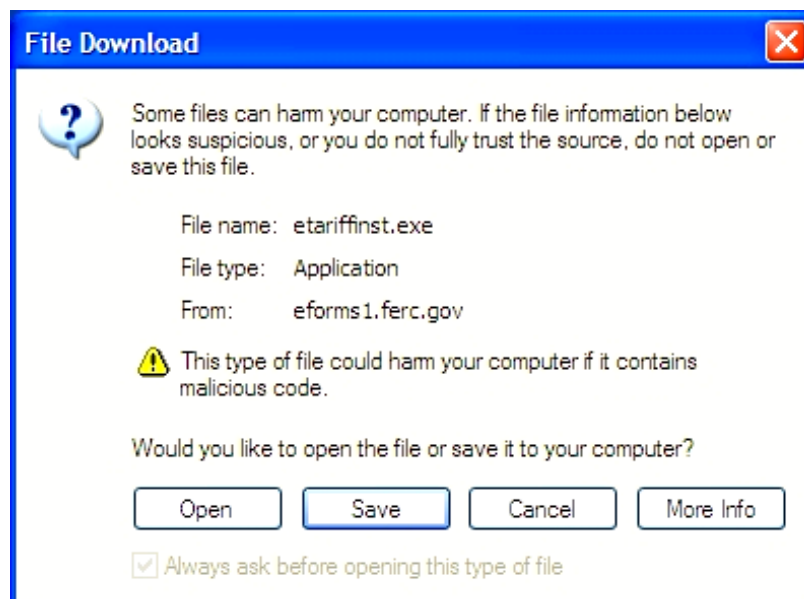 File Download
Some files can harm your computer. If the file information below
looks suspicious, or you do not fully trust the source, do not open or
save this file.
File name: etariffinst.exe
File type: Application
From: eforms1.ferc.gov
This type of file could harm your computer if it contains
malicious code.
Would you like to open the file or save it to your computer?
Open Save Cancel More Info
Always ask before opening this type of file